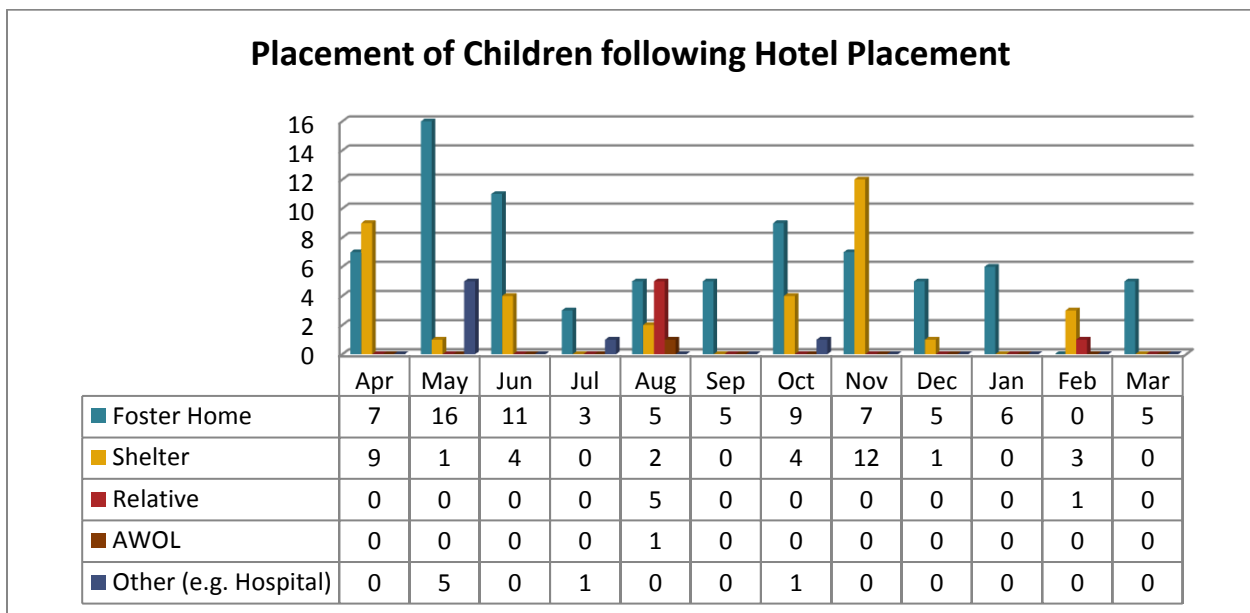 Placement of Children following Hotel Placement
16
14
12
10
8
6
4
2
0
Apr May Jun Jul Aug Sep Oct Nov Dec Jan Feb Mar
Foster Home 7 16 11 3 5 5 9 7 5 6 0 5
Shelter 9 1 4 0 2 0 4 12 1 0 3 0
Relative 0 0 0 0 5 0 0 0 0 0 1 0
AWOL 0 0 0 0 1 0 0 0 0 0 0 0
Other (e.g. Hospital) 0 5 0 1 0 0 1 0 0 0 0 0